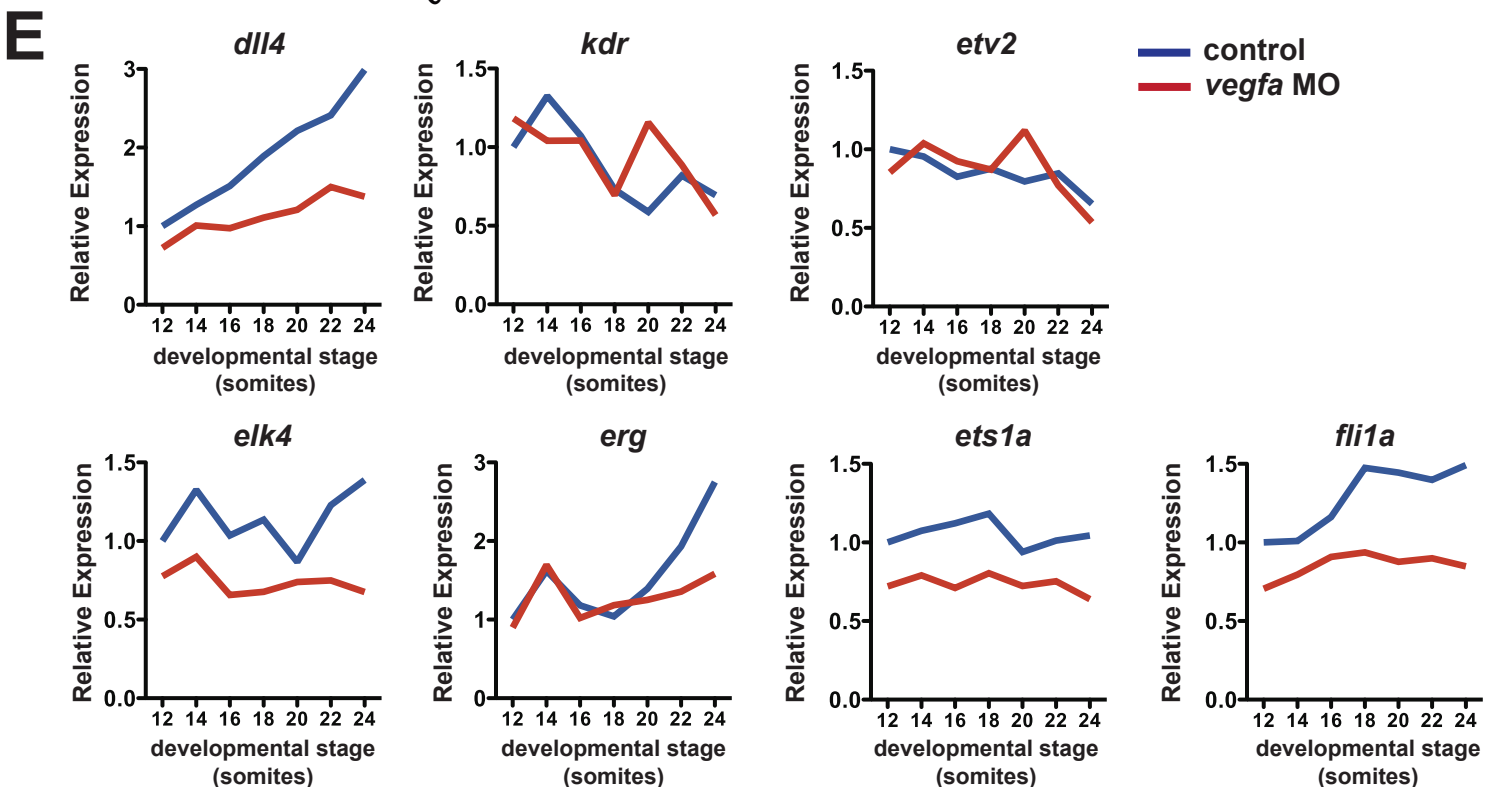 E
dll4
kdr
etv2
control
vegfa MO
Relative Expression
3
2
1
0
12 14 16 18 20 22 24
developmental stage
(somites)
Relative Expression
1.5
1.0
0.5
0.0
12 14 16 18 20 22 24
developmental stage
(somites)
Relative Expression
1.5
1.0
0.5
0.0
12 14 16 18 20 22 24
developmental stage
(somites)
elk4
Relative Expression
1.5
1.0
0.5
0.0
12 14 16 18 20 22 24
developmental stage
(somites)
erg
Relative Expression
3
2
1
0
12 14 16 18 20 22 24
developmental stage
(somites)
ets1a
Relative Expression
1.5
1.0
0.5
0.0
12 14 16 18 20 22 24
developmental stage
(somites)
fli1a
Relative Expression
1.5
1.0
0.5
0.0
12 14 16 18 20 22 24
developmental stage
(somites)